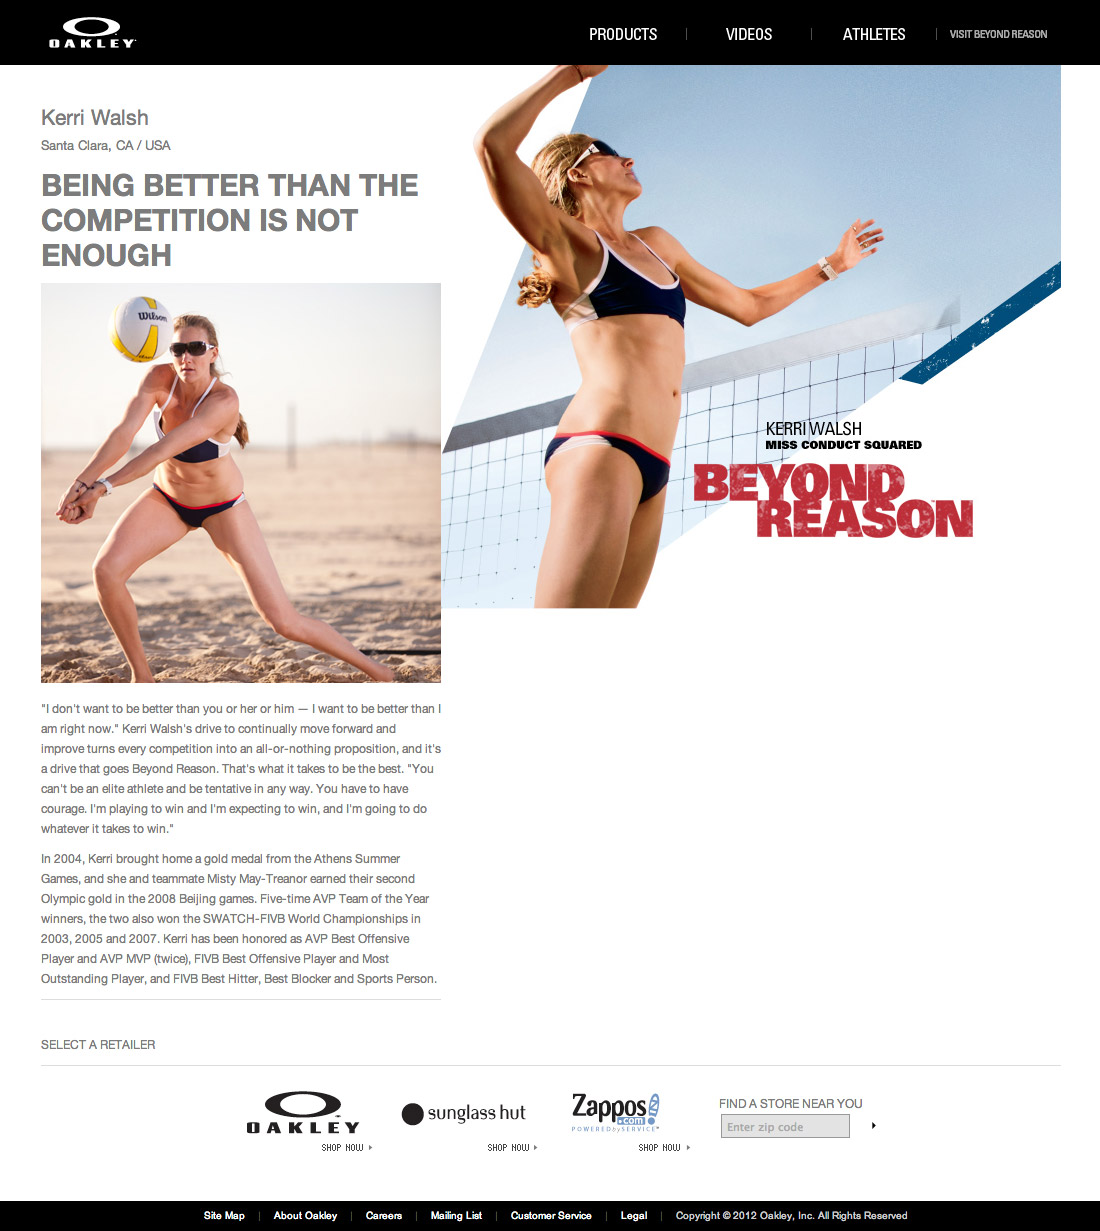 OAKLEY
PRODUCTS
VIDEOS
ATHLETES
VISIT BEYOND REASON
Kerri Walsh
Santa Clara, CA / USA
BEING BETTER THAN THE
COMPETITION IS NOT
ENOUGH
Wilson
KERRI WALSH
MISS CONDUCT SQUARED
BEYOND
REASON
"I don't want to be better than you or her or him — I want to be better than I
am right now." Kerri Walsh's drive to continually move forward and
improve turns every competition into an all-or-nothing proposition, and it's
a drive that goes Beyond Reason. That's what it takes to be the best. "You
can't be an elite athlete and be tentative in any way. You have to have
courage. I'm playing to win and I'm expecting to win, and I'm going to do
whatever it takes to win."
In 2004, Kerri brought home a gold medal from the Athens Summer
Games, and she and teammate Misty May-Treanor earned their second
Olympic gold in the 2008 Beijing games. Five-time AVP Team of the Year
winners, the two also won the SWATCH-FIVB World Championships in
2003, 2005 and 2007. Kerri has been honored as AVP Best Offensive
Player and AVP MVP (twice), FIVB Best Offensive Player and Most
Outstanding Player, and FIVB Best Hitter, Best Blocker and Sports Person.
SELECT A RETAILER
OAKLEY
SHOP NOW
sunglass hut
SHOP NOW
Zappos
.com
POWERED by SERVICE
SHOP NOW
FIND A STORE NEAR YOU
Enter zip code
Site Map
About Oakley
Careers
Mailing List
Customer Service
Legal
Copyright © 2012 Oakley, Inc. All Rights Reserved